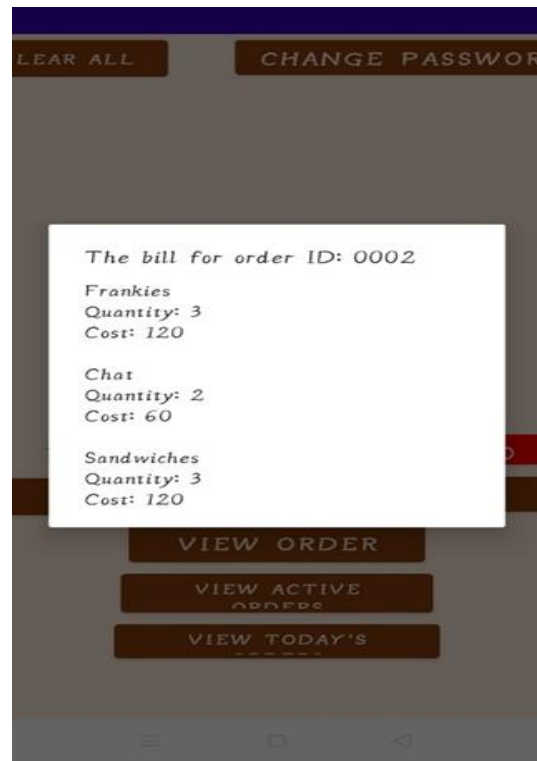 LEAR ALL
CHANGE PASSWOR
The bill for order ID: 0002
Frankies
Quantity: 3
Cost: 120
Chat
Quantity: 2
Cost: 60
Sandwiches
Quantity: 3
Cost: 120
VIEW ORDER
VIEW ACTIVE
ORDERS
VIEW TODAY'S